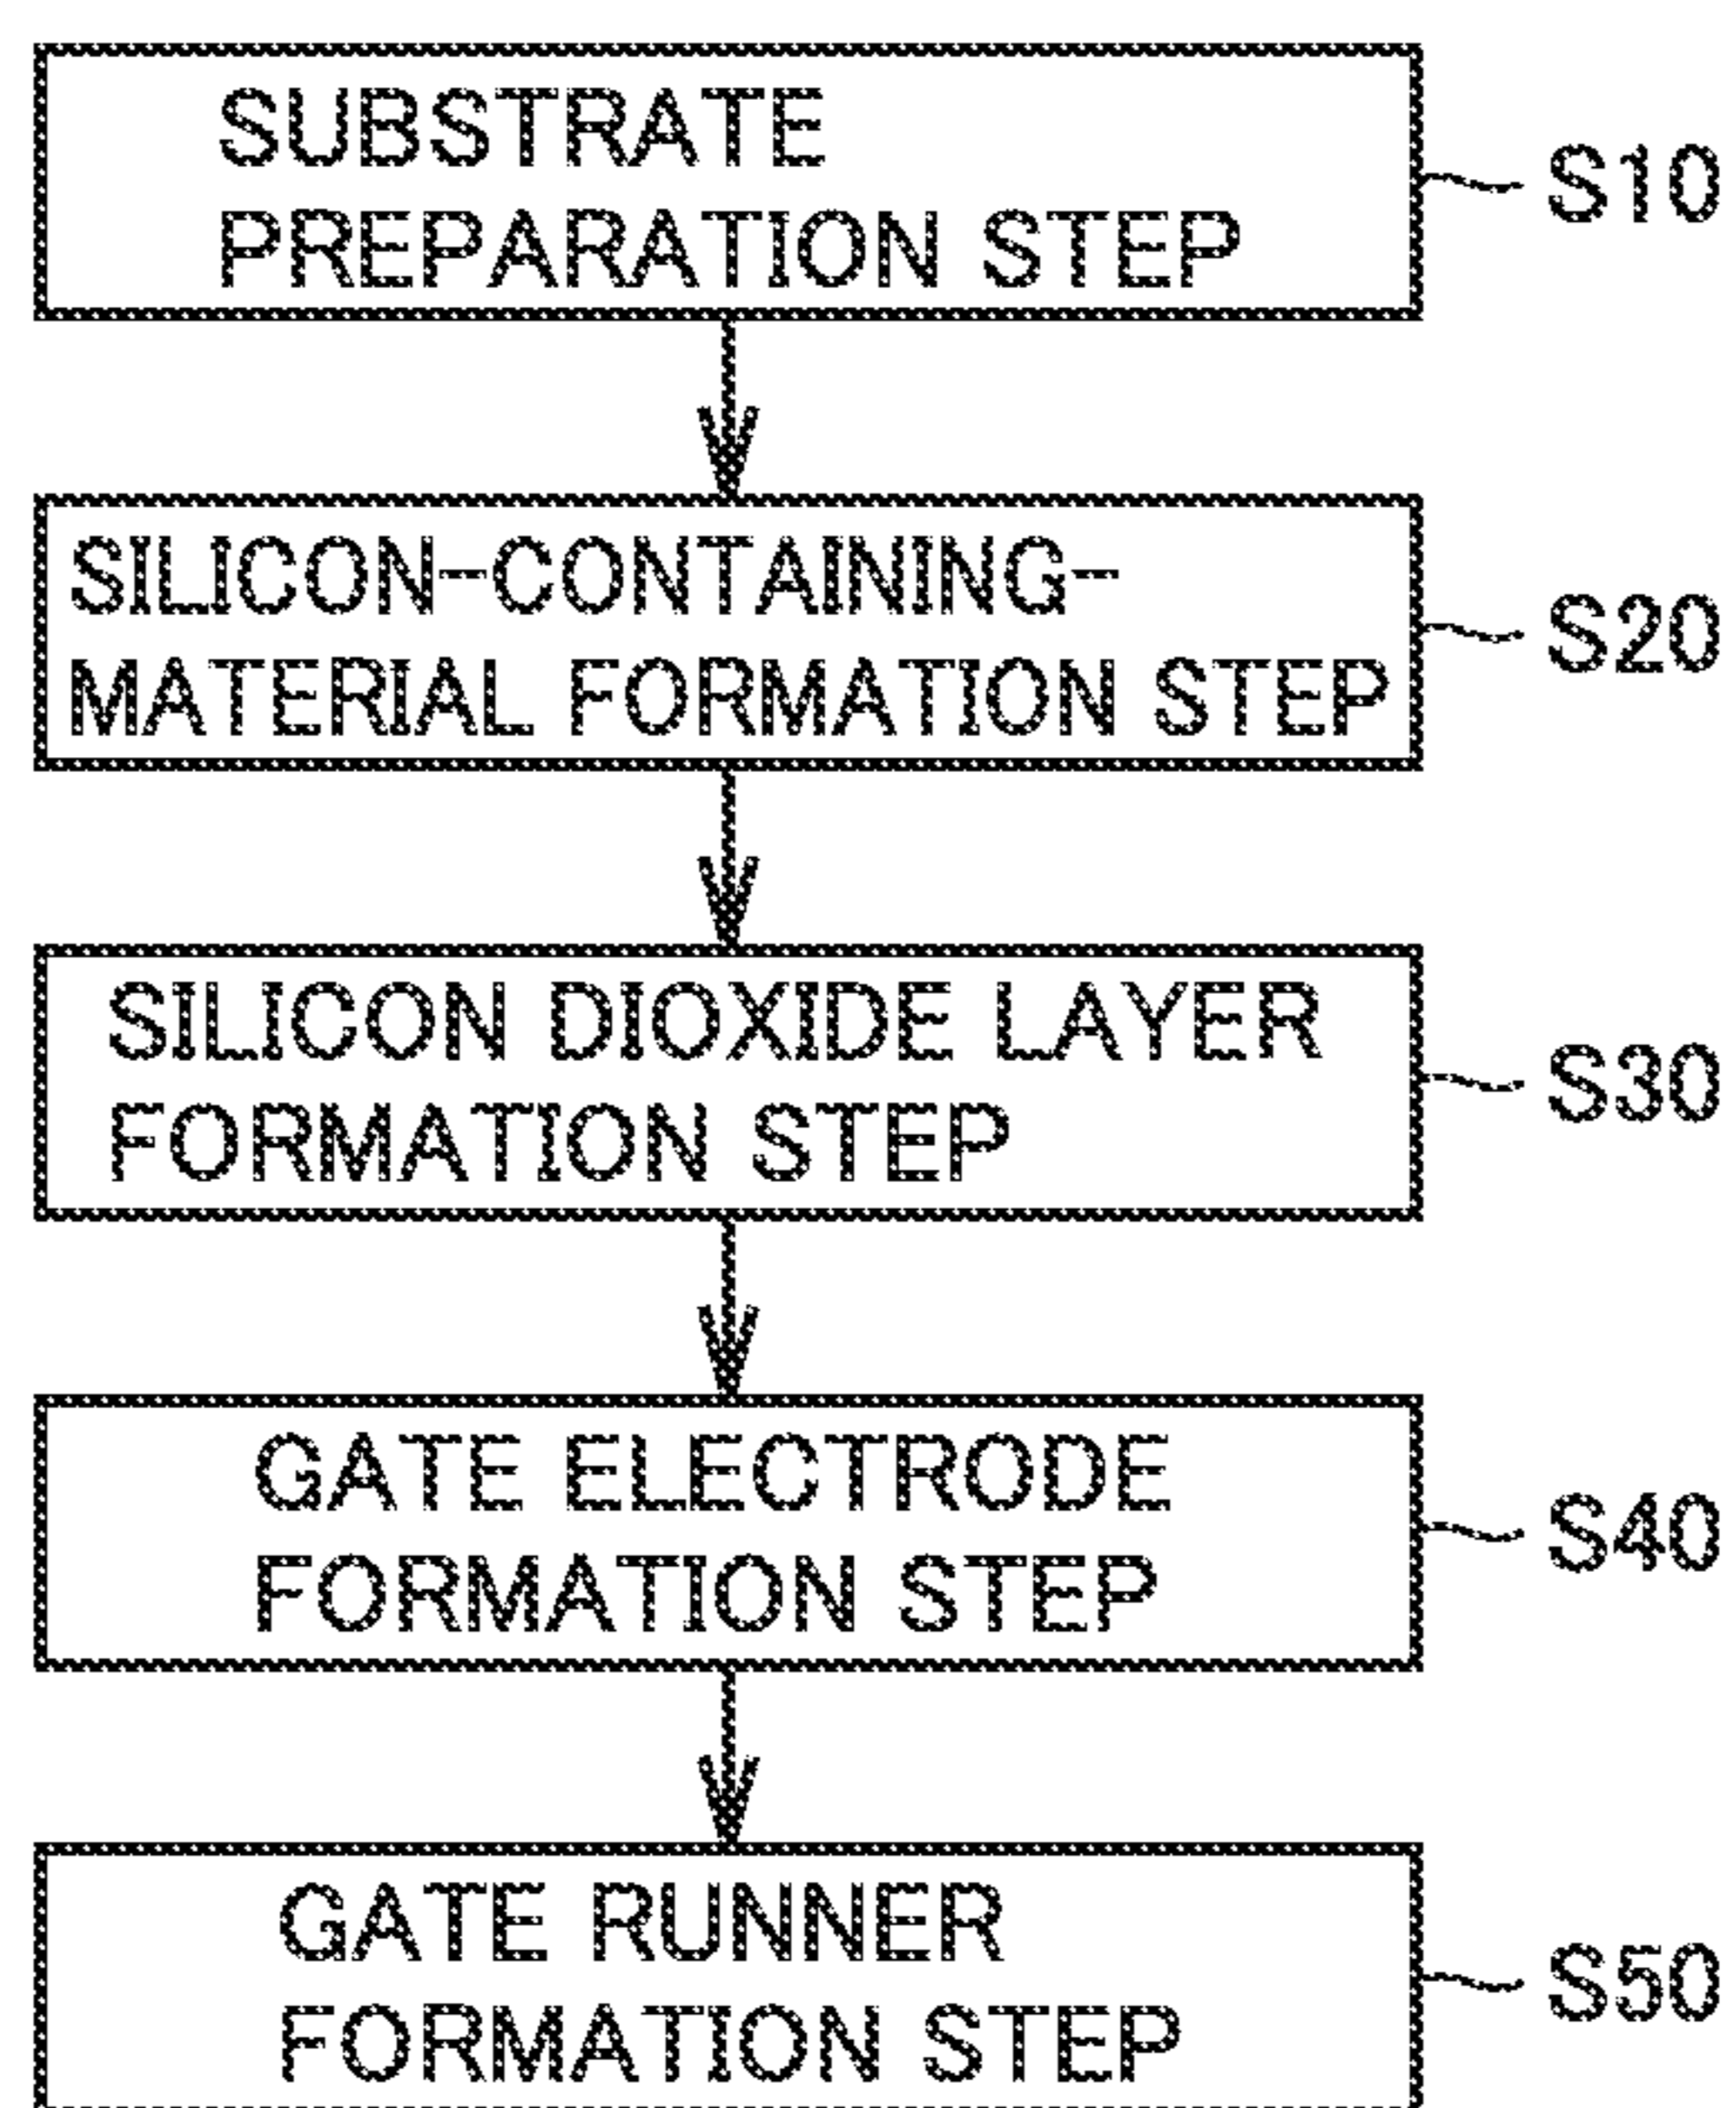 SUBSTRATE
PREPARATION STEP
S10
SILICON-CONTAINING-
MATERIAL FORMATION STEP
S20
SILICON DIOXIDE LAYER
FORMATION STEP
S30
GATE ELECTRODE
FORMATION STEP
S40
GATE RUNNER
FORMATION STEP
S50